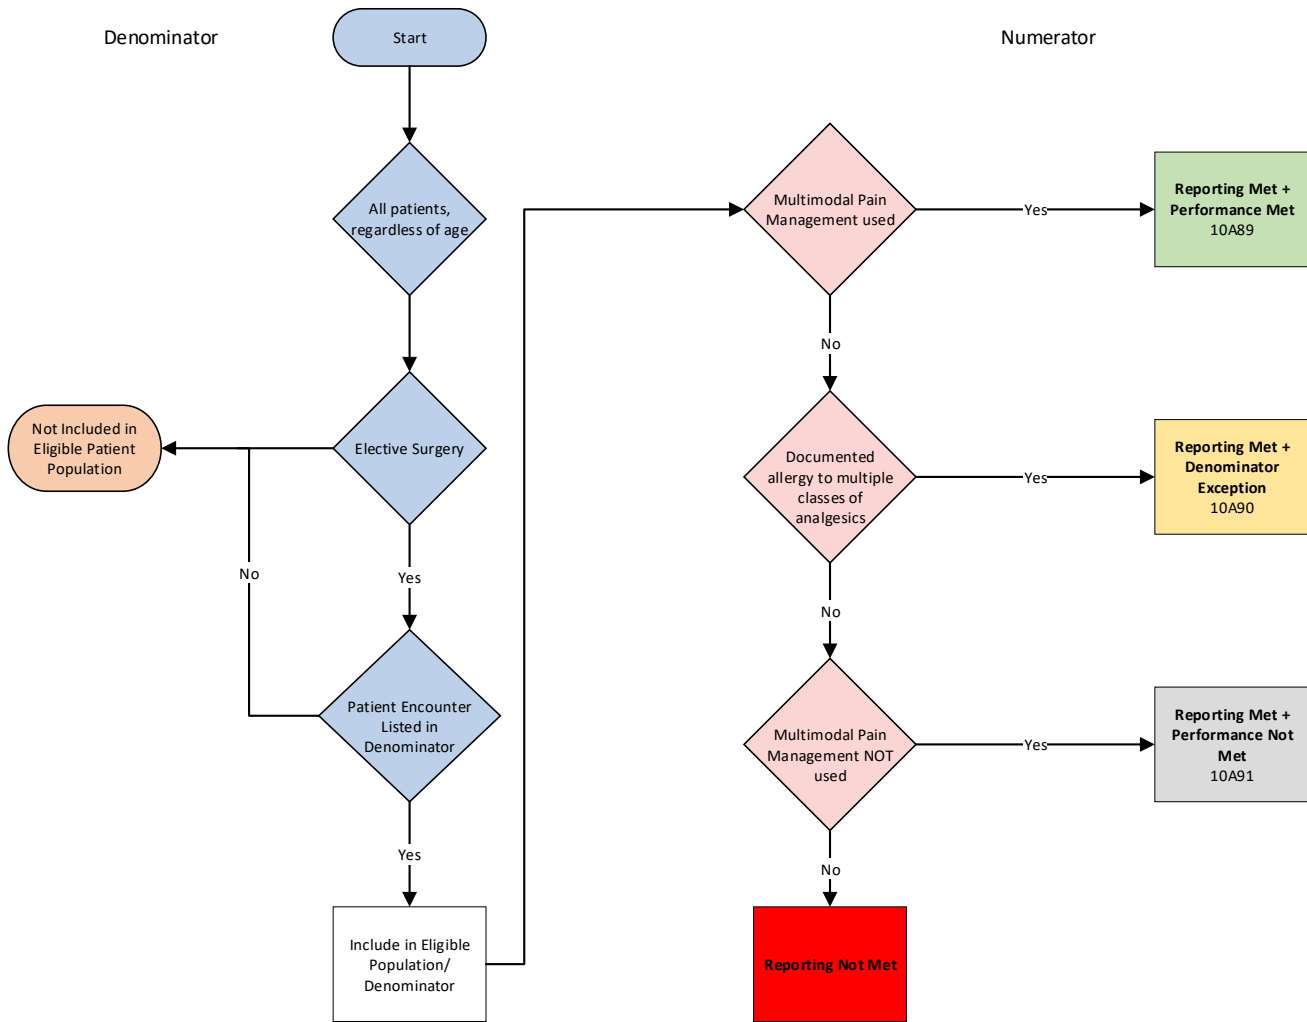 Denominator
Start
Numerator
All patients,
regardless of age
Multimodal Pain
Management used
Yes
Reporting Met +
Performance Met
10A89
No
Not Included in
Eligible Patient
Population
Elective Surgery
Documented
allergy to multiple
classes of
analgesics
Yes
Reporting Met +
Denominator
Exception
10A90
No
Yes
No
Patient Encounter
Listed in
Denominator
Multimodal Pain
Management NOT
used
Yes
Reporting Met +
Performance Not
Met
10A91
Yes
No
Include in Eligible
Population/
Denominator
Reporting Not Met